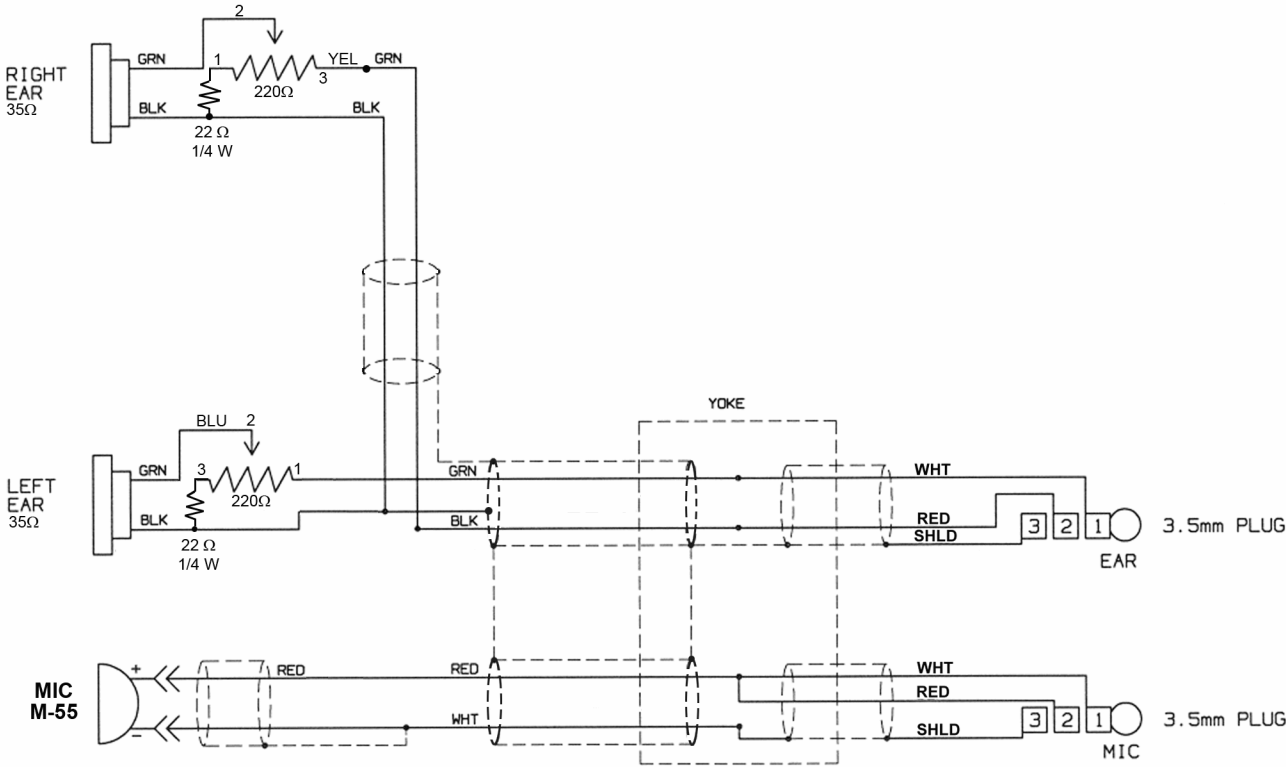 2
GRN
1
YEL
GRN
3
RIGHT
EAR
35Ω
220Ω
BLK
BLK
22 Ω
1/4 W
YOKE
BLU
2
GRN
3
1
GRN
WHT
LEFT
EAR
35Ω
220Ω
BLK
BLK
RED
SHLD
3
2
1
3.5mm PLUG
EAR
22 Ω
1/4 W
+
RED
RED
WHT
MIC
M-55
RED
WHT
SHLD
3
2
1
3.5mm PLUG
–
MIC